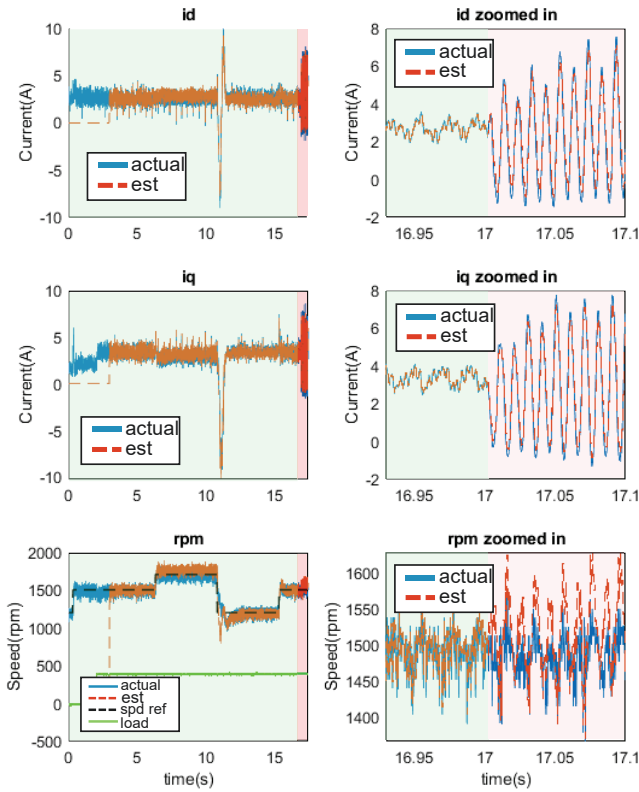 id
10
5
0
-5
-10
Current(A)
actual
est
0
5
10
15
id zoomed in
8
6
4
2
0
-2
Current(A)
actual
est
16.95
17
17.05
17.1
iq
10
5
0
-5
-10
Current(A)
actual
est
0
5
10
15
iq zoomed in
8
6
4
2
0
-2
Current(A)
actual
est
16.95
17
17.05
17.1
rpm
2000
1500
1000
500
0
-500
Speed(rpm)
actual
est
spd ref
load
0
5
10
15
time(s)
rpm zoomed in
1600
1550
1500
1450
1400
Speed(rpm)
actual
est
16.95
17
17.05
17.1
time(s)